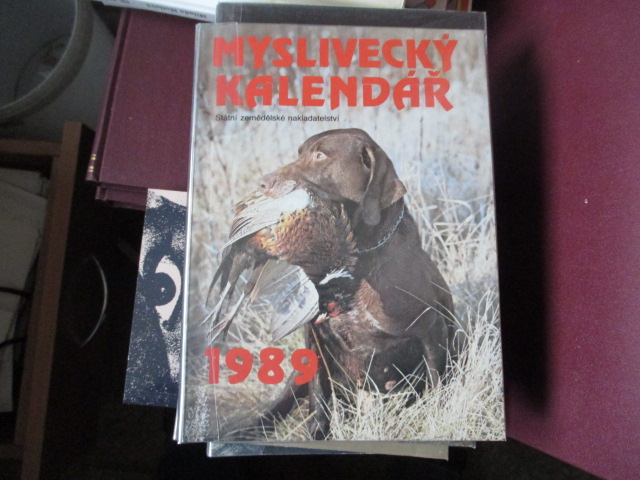 MYSLIVECKÝ
KALENDÁŘ
Státní zemědělské nakladatelství
1989